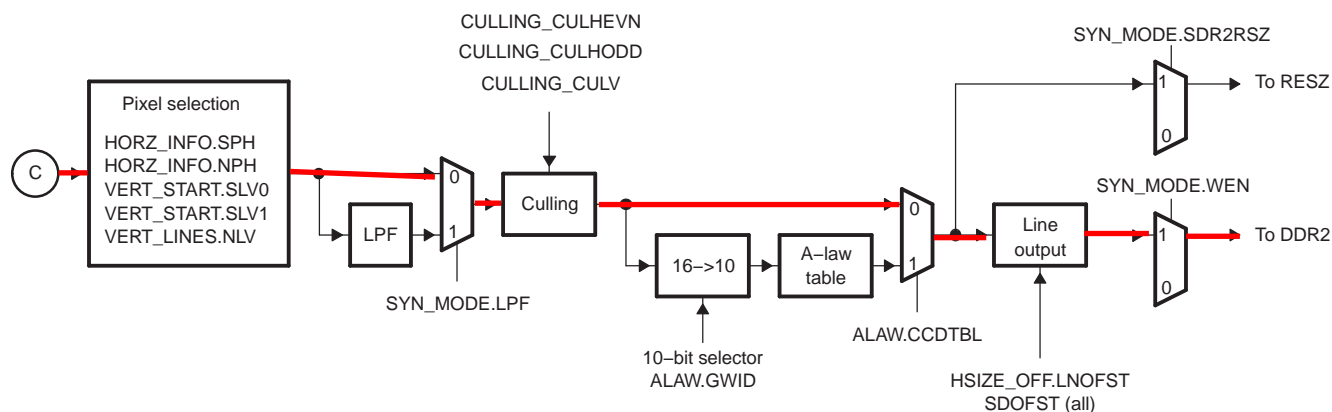 CULLING_CULHEVN
CULLING_CULHODD
CULLING_CULV
SYN_MODE.SDR2RSZ
1
0
To RESZ
Pixel selection
HORZ_INFO.SPH
HORZ_INFO.NPH
VERT_START.SLV0
VERT_START.SLV1
VERT_LINES.NLV
C
0
1
LPF
SYN_MODE.LPF
Culling
16->10
A-law
table
0
1
10-bit selector
ALAW.GWID
ALAW.CCDTBL
Line
output
HSIZE_OFF.LNOFST
SDOFST (all)
SYN_MODE.WEN
1
0
To DDR2